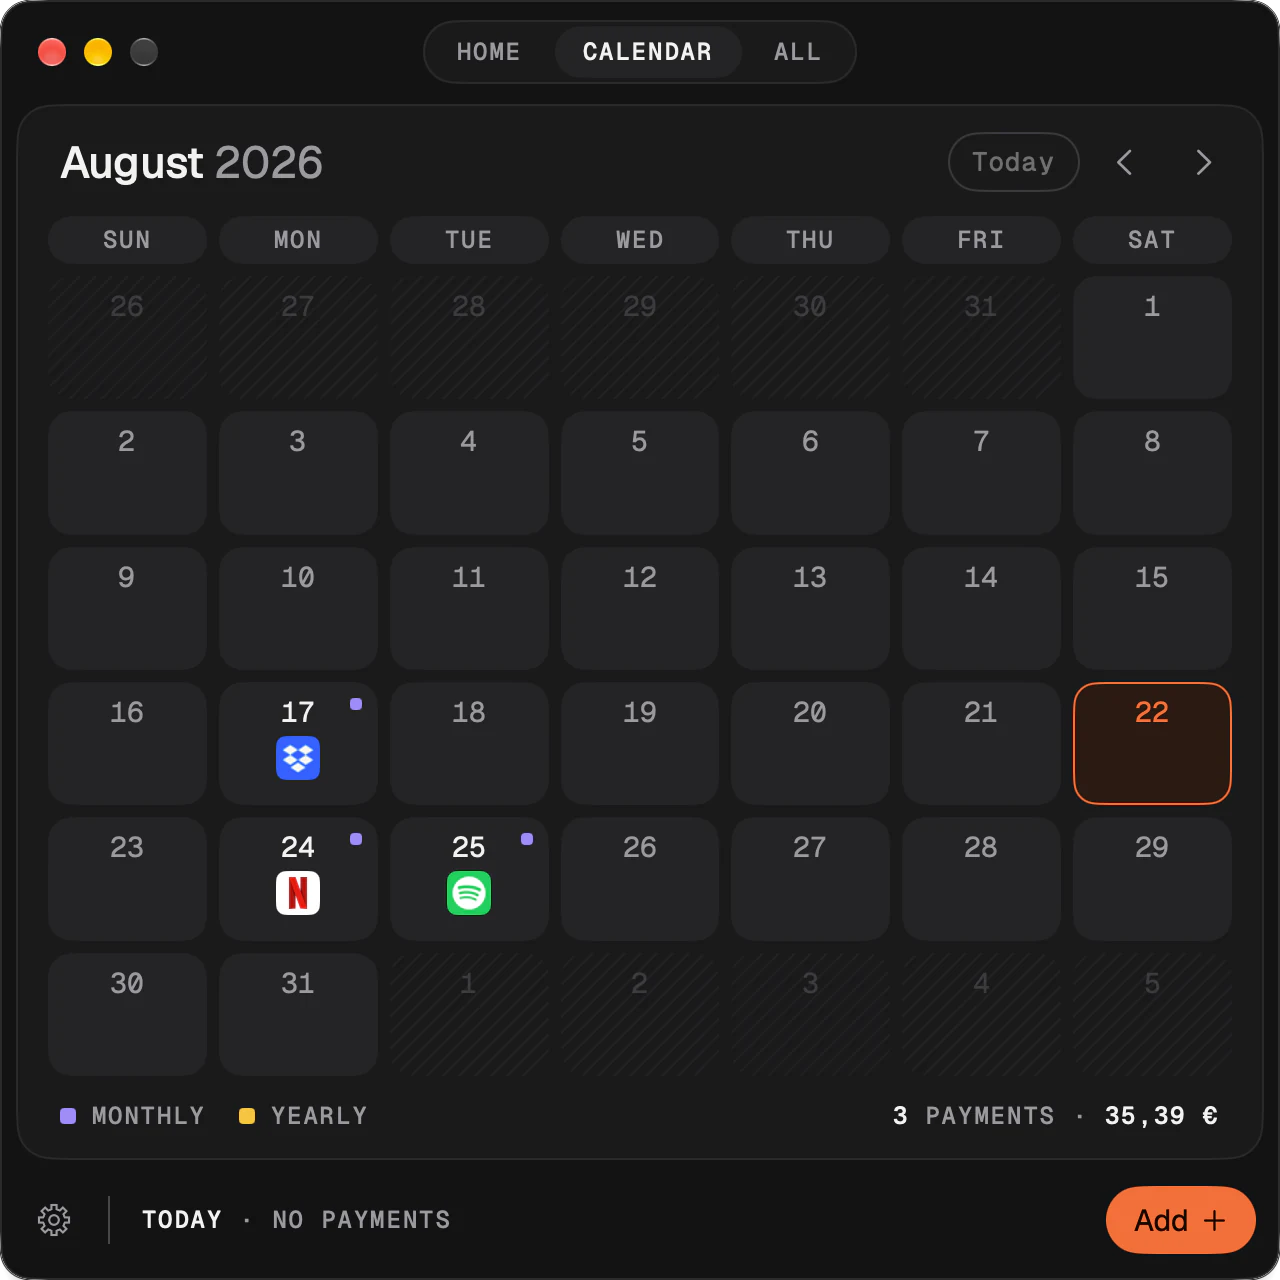 HOME CALENDAR ALL
August 2026 Today
SUN MON TUE WED THU FRI SAT
26 27 28 29 30 31 1
2 3 4 5 6 7 8
9 10 11 12 13 14 15
16 17 18 19 20 21 22
23 24 25 26 27 28 29
N
30 31 1 2 3 4 5
MONTHLY YEARLY 3 PAYMENTS · 35,39 €
TODAY · NO PAYMENTS Add +